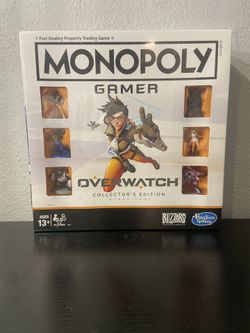 Fast-Dealing Property Trading Game
MONOPOLY
GAMER
OVERWATCH
COLLECTOR'S EDITION
AGES
13+
BLIZZARD
Hasbro
Gaming